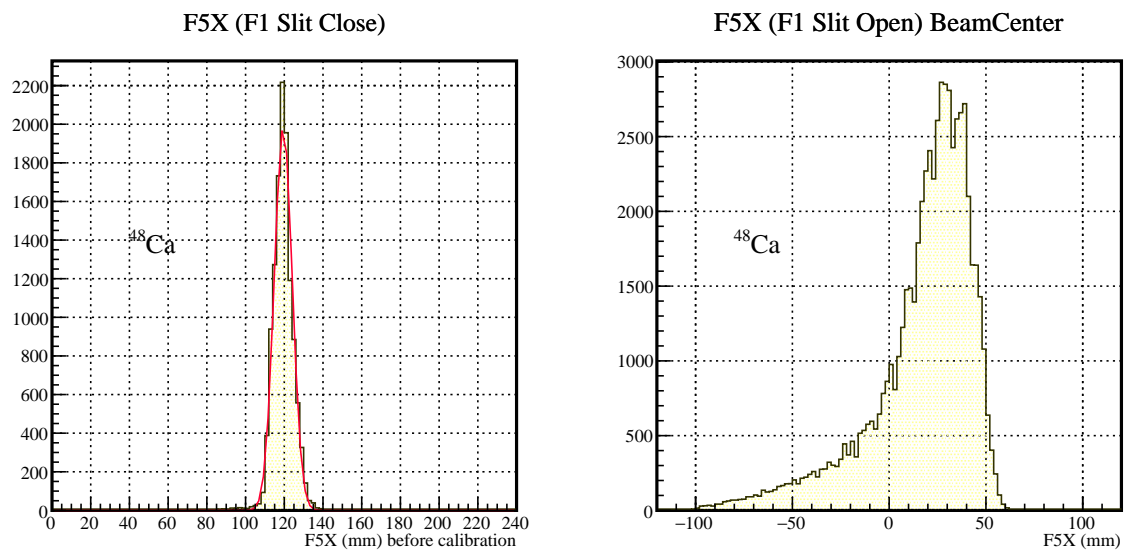 F5X (F1 Slit Close)
2200
2000
1800
1600
1400
1200
1000
800
600
400
200
0
⁴⁸Ca
0 20 40 60 80 100 120 140 160 180 200 220 240
F5X (mm) before calibration
F5X (F1 Slit Open) BeamCenter
3000
2500
2000
1500
1000
500
0
⁴⁸Ca
−100 −50 0 50 100
F5X (mm)